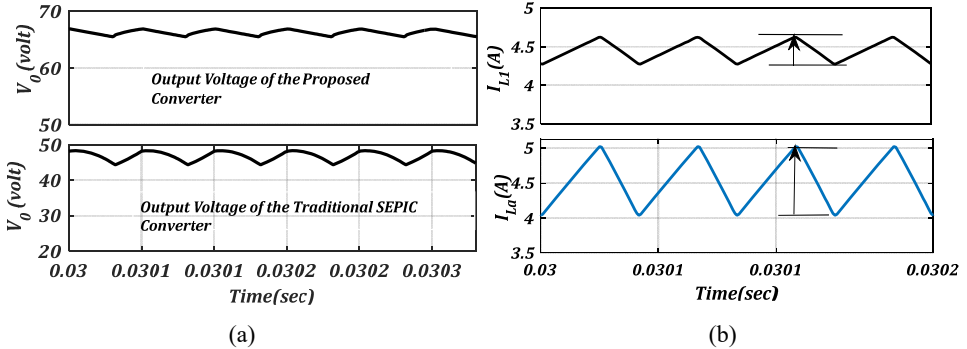 70
60
50
V0 (volt)
Output Voltage of the Proposed
Converter
50
40
30
20
V0 (volt)
Output Voltage of the Traditional SEPIC
Converter
0.03 0.0301 0.0301 0.0302 0.0302 0.0303
Time(sec)
(a)
5
4.5
4
3.5
IL1(A)
5
4.5
4
3.5
ILa(A)
0.03 0.0301 0.0301 0.0302
Time(sec)
(b)